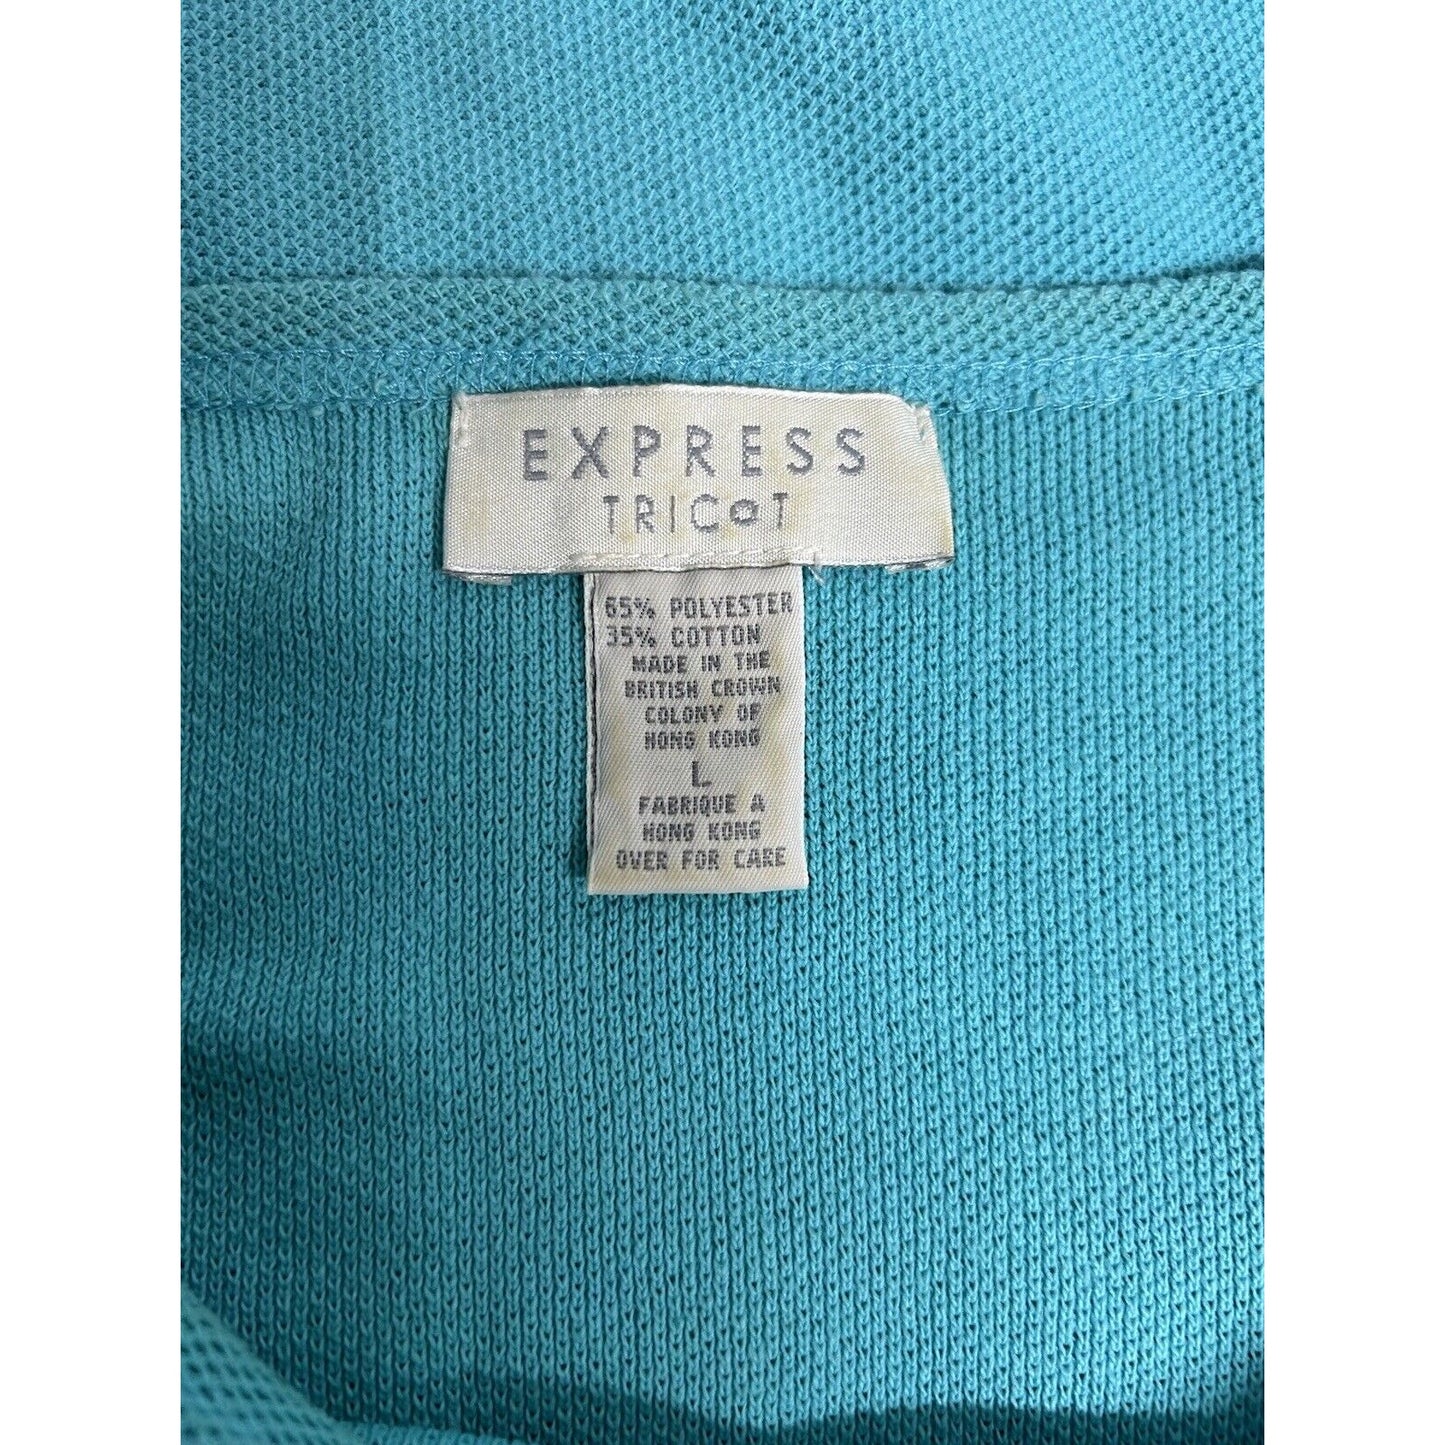 EXPRESS
TRICOT
65% POLYESTER
35% COTTON
MADE IN THE
BRITISH CROWN
COLONY OF
HONG KONG
L
FABRIQUE A
HONG KONG
OVER FOR CARE